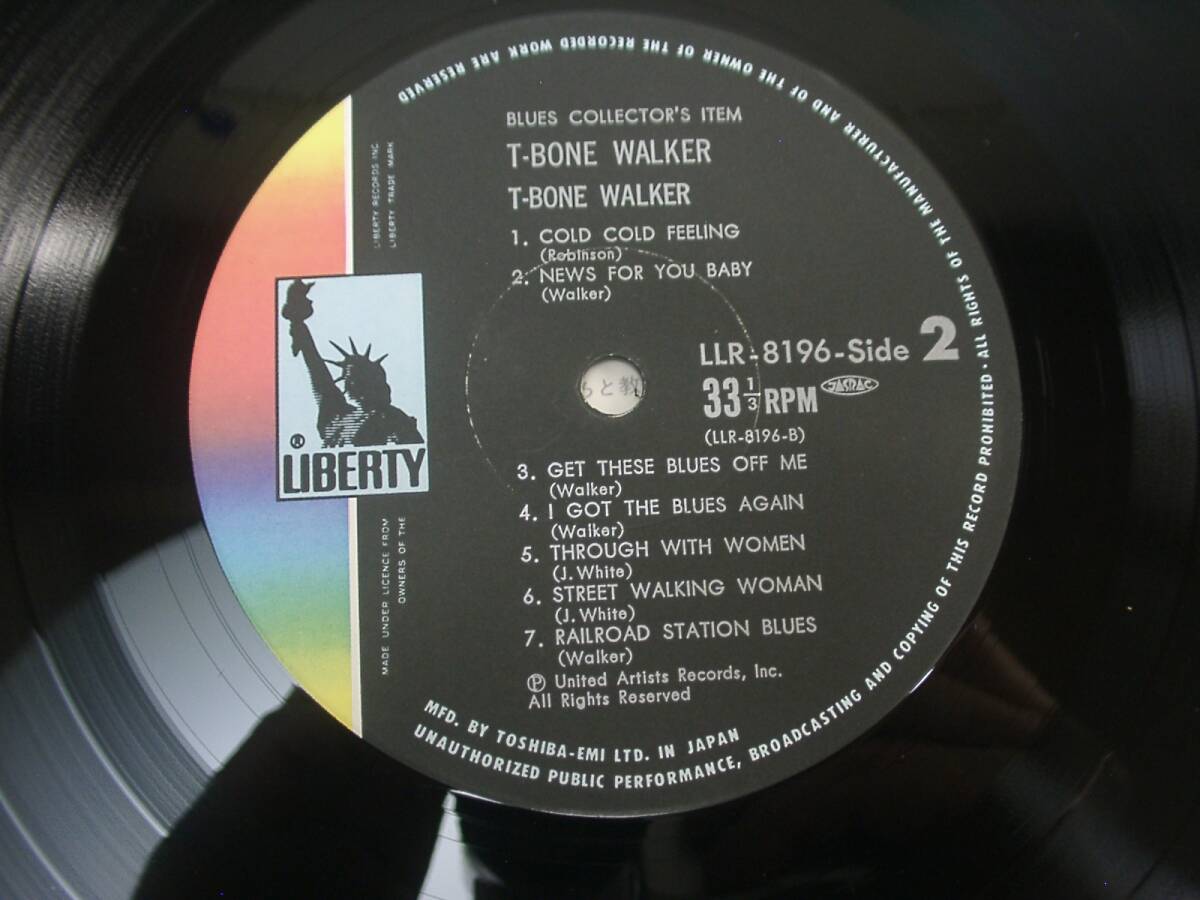 BLUES COLLECTOR'S ITEM
T-BONE WALKER
T-BONE WALKER
1. COLD COLD FEELING
(Robinson)
2. NEWS FOR YOU BABY
(Walker)
LLR-8196-Side 2
33 1/3 RPM
JASRAC
(LLR-8196-B)
3. GET THESE BLUES OFF ME
(Walker)
4. I GOT THE BLUES AGAIN
(Walker)
5. THROUGH WITH WOMEN
(J. White)
6. STREET WALKING WOMAN
(J. White)
7. RAILROAD STATION BLUES
(Walker)
Ⓟ United Artists Records, Inc.
All Rights Reserved
MFD. BY TOSHIBA-EMI LTD. IN JAPAN
UNAUTHORIZED PUBLIC PERFORMANCE, BROADCASTING AND COPYING OF THIS RECORD PROHIBITED · ALL RIGHTS OF THE MANUFACTURER AND OF THE OWNER OF THE RECORDED WORK ARE RESERVED
® LIBERTY
MADE UNDER LICENCE FROM
OWNERS OF THE
LIBERTY RECORDS INC
LIBERTY TRADE MARK
と教